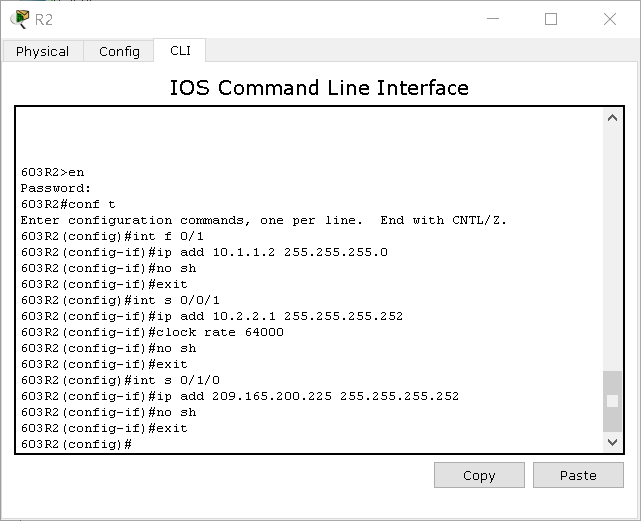 R2
Physical Config CLI
IOS Command Line Interface
603R2>en
Password:
603R2#conf t
Enter configuration commands, one per line.  End with CNTL/Z.
603R2(config)#int f 0/1
603R2(config-if)#ip add 10.1.1.2 255.255.255.0
603R2(config-if)#no sh
603R2(config-if)#exit
603R2(config)#int s 0/0/1
603R2(config-if)#ip add 10.2.2.1 255.255.255.252
603R2(config-if)#clock rate 64000
603R2(config-if)#no sh
603R2(config-if)#exit
603R2(config)#int s 0/1/0
603R2(config-if)#ip add 209.165.200.225 255.255.255.252
603R2(config-if)#no sh
603R2(config-if)#exit
603R2(config)#
Copy Paste